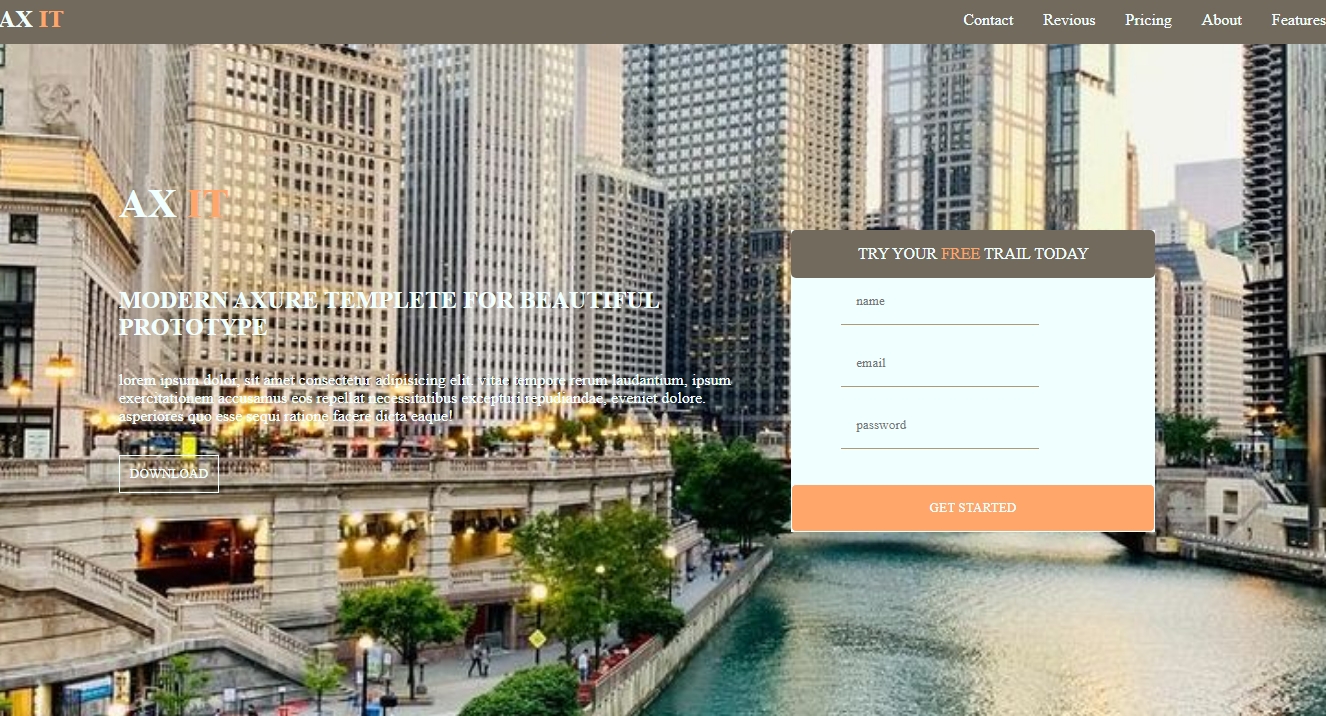 AX IT
Contact Revious Pricing About Features
AX IT
MODERN AXURE TEMPLETE FOR BEAUTIFUL
PROTOTYPE
lorem ipsum dolor, sit amet consectetur adipisicing elit. vitae tempore rerum laudantium, ipsum
exercitationem accusamus eos repellat necessitatibus excepturi repudiandae, eveniet dolore.
asperiores quo esse sequi ratione facere dicta eaque!
DOWNLOAD
TRY YOUR FREE TRAIL TODAY
name
email
password
GET STARTED